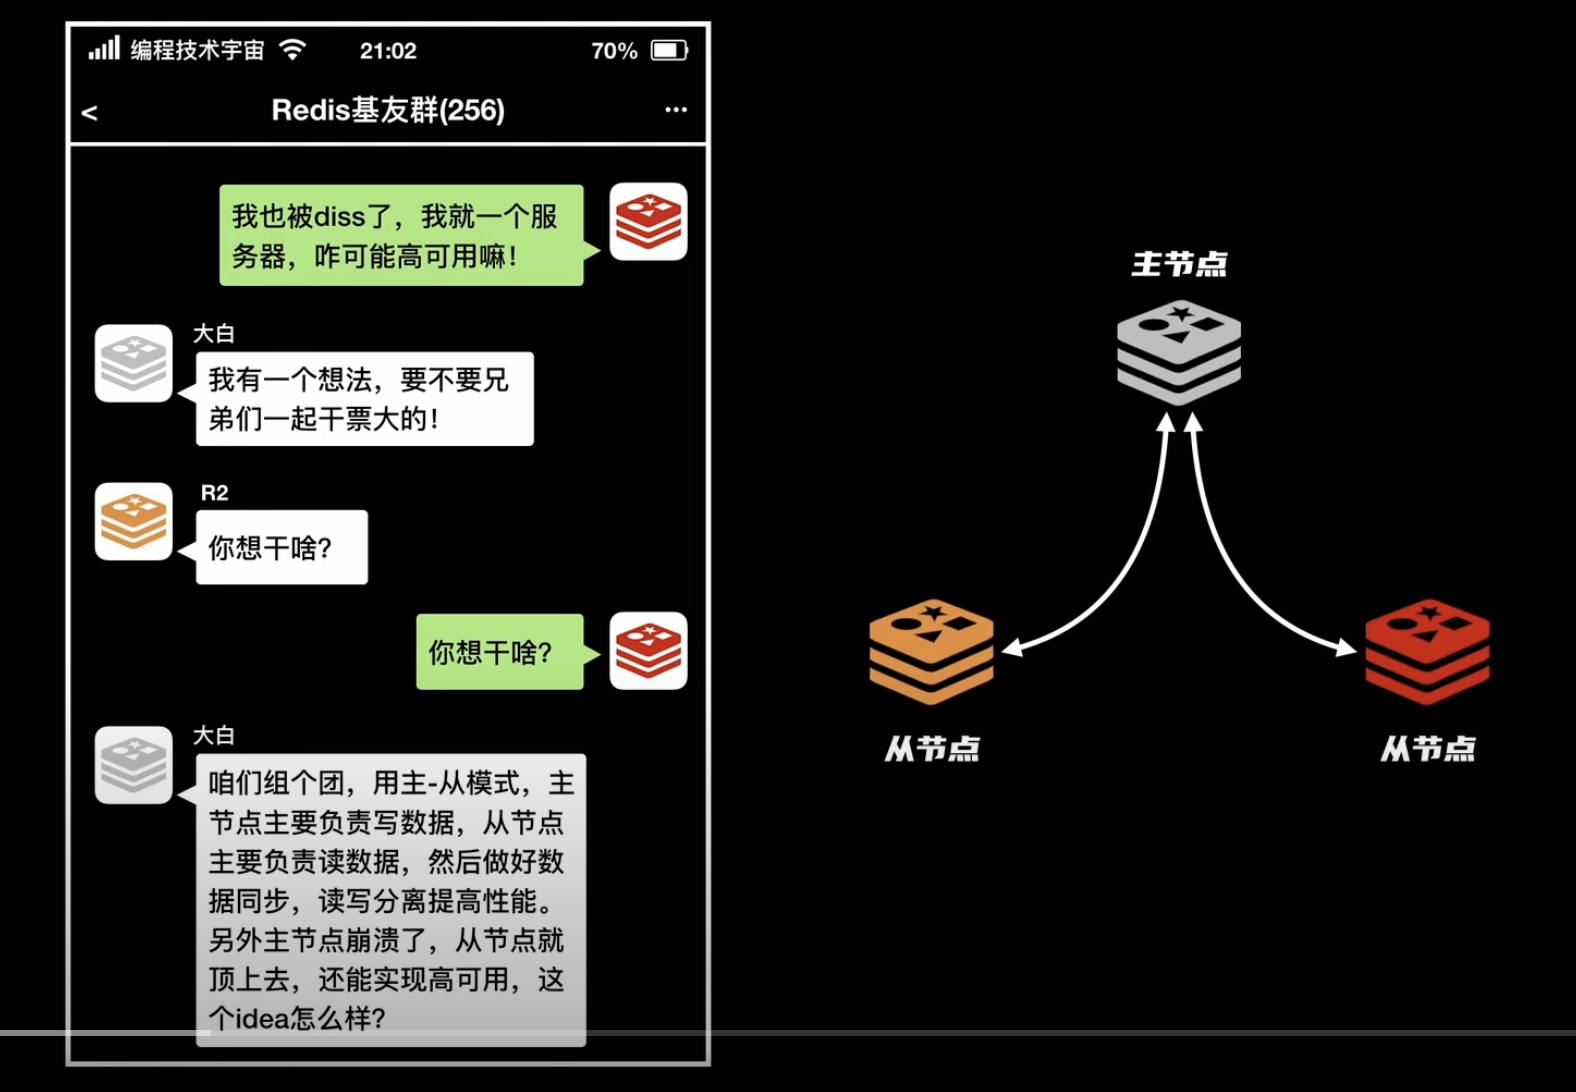 编程技术宇宙 21:02 70%
< Redis基友群(256) ...
我也被diss了，我就一个服
务器，咋可能高可用嘛！
大白
我有一个想法，要不要兄
弟们一起干票大的！
R2
你想干啥？
你想干啥？
大白
咱们组个团，用主-从模式，主
节点主要负责写数据，从节点
主要负责读数据，然后做好数
据同步，读写分离提高性能。
另外主节点崩溃了，从节点就
顶上去，还能实现高可用，这
个idea怎么样？
主节点
从节点
从节点